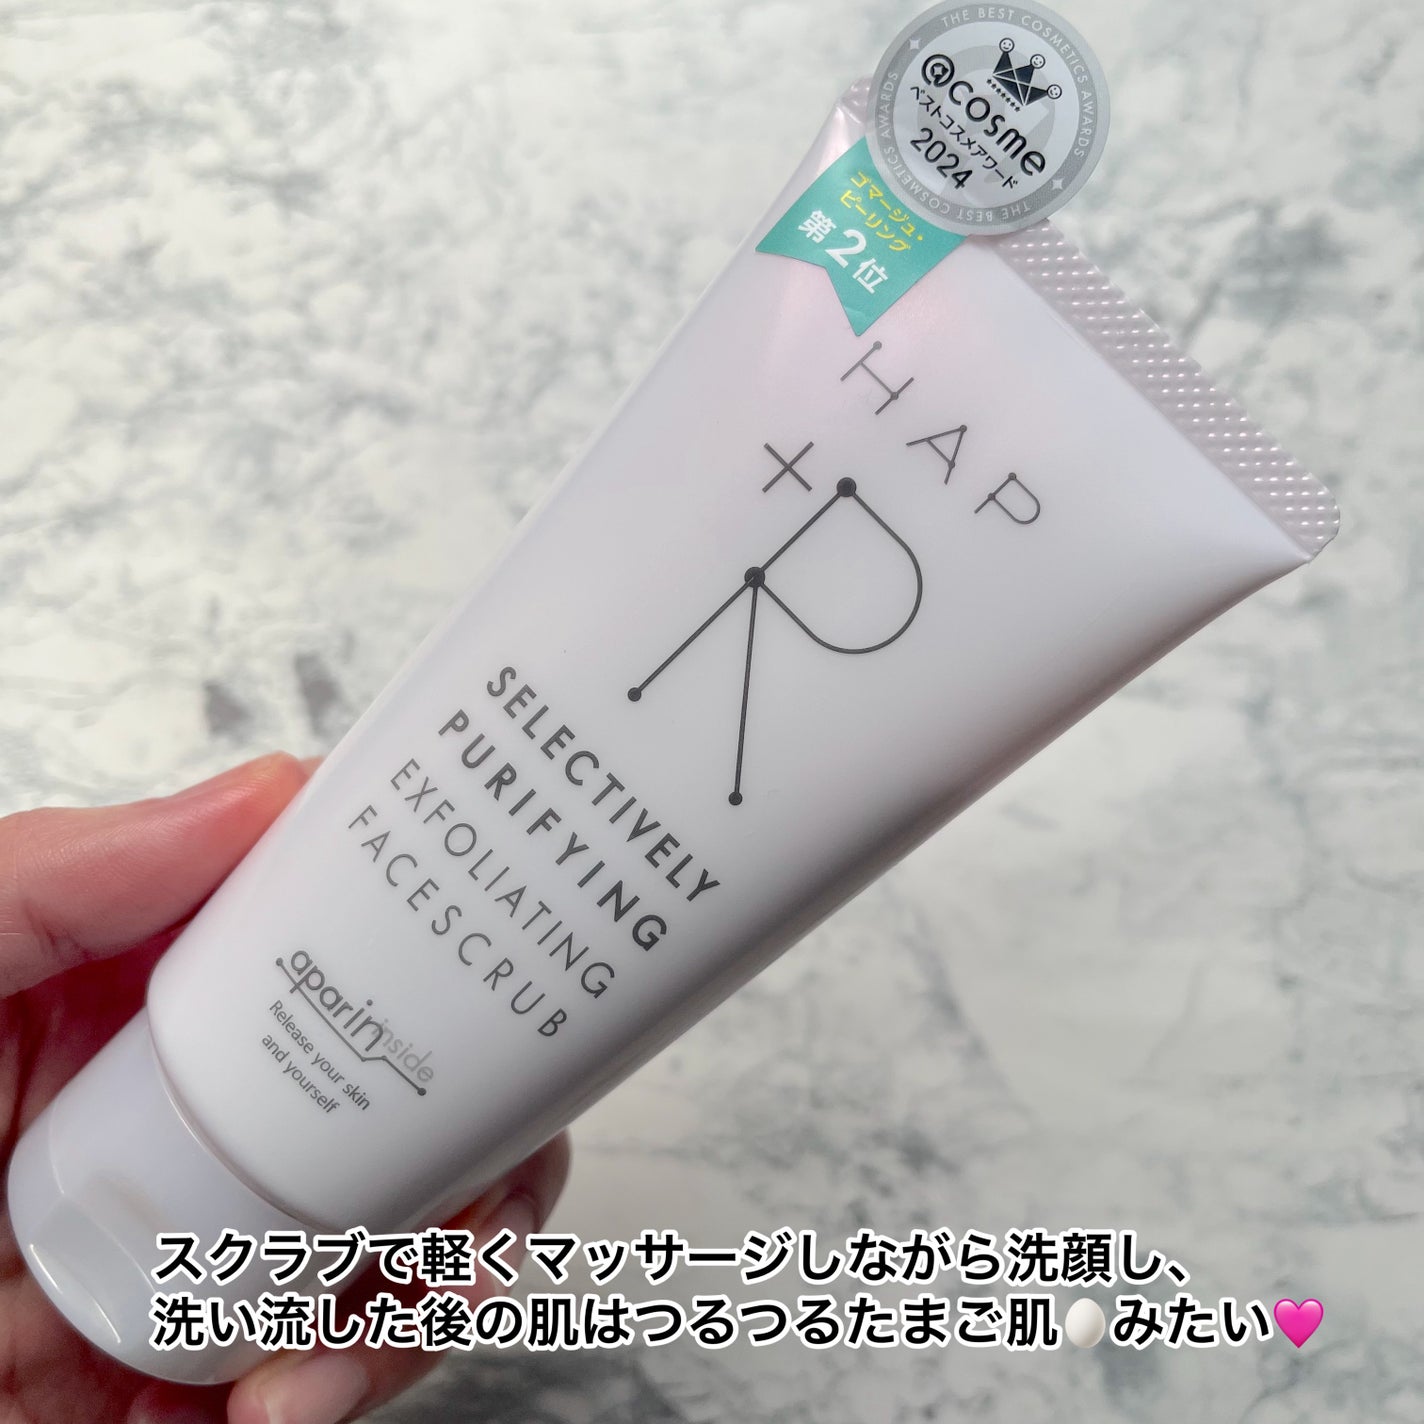 THE BEST COSMETICS AWARDS
THE BEST COSMETICS AWARDS
@cosme
ベストコスメアワード
2024
ゴマージュ・
ピーリング
第2位
HAP
+R
SELECTIVELY
PURIFYING
EXFOLIATING
FACESCRUB
aparin inside
Release your skin
and yourself
スクラブで軽くマッサージしながら洗顔し、
洗い流した後の肌はつるつるたまご肌🥚みたい🩷